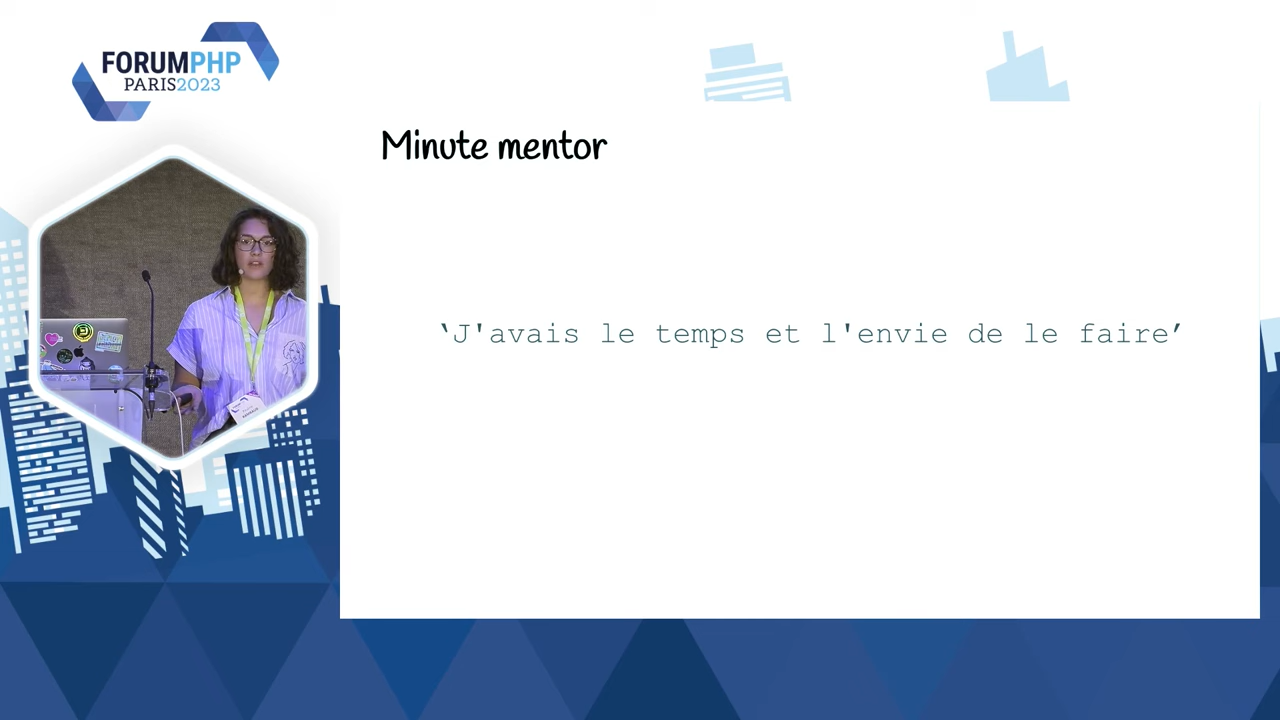 FORUMPHP
PARIS2023
Minute mentor
‘J'avais le temps et l'envie de le faire’